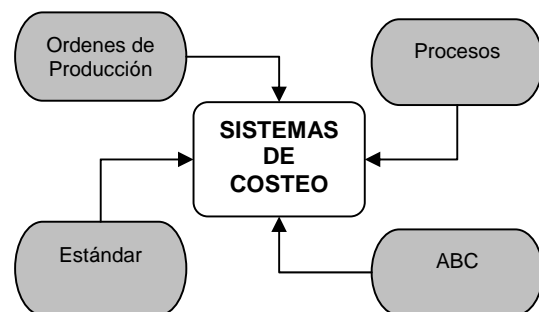 Ordenes de
Producción
Procesos
SISTEMAS
DE
COSTEO
Estándar
ABC